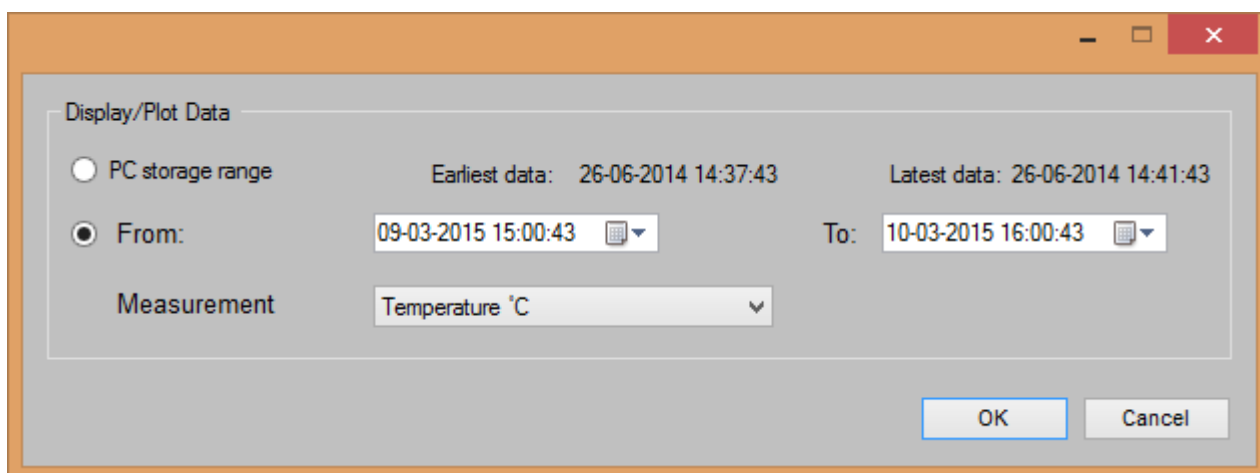 Display/Plot Data
PC storage range Earliest data: 26-06-2014 14:37:43 Latest data: 26-06-2014 14:41:43
From: 09-03-2015 15:00:43 To: 10-03-2015 16:00:43
Measurement Temperature °C
OK Cancel